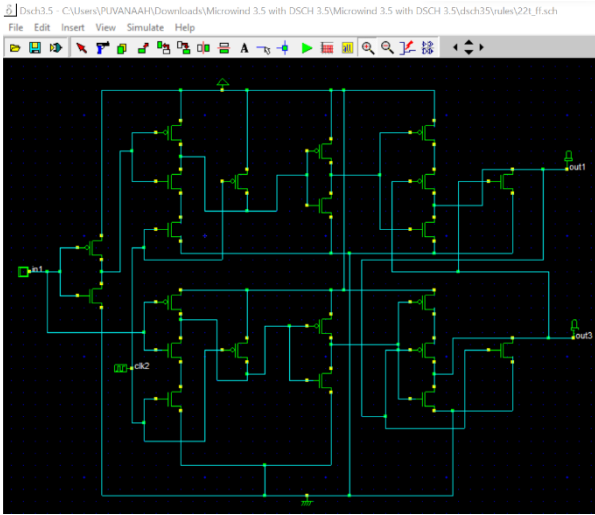 Dsch3.5 - C:\Users\PUVANAAH\Downloads\Microwind 3.5 with DSCH 3.5\Microwind 3.5 with DSCH 3.5\dsch35\rules\22t_ff.sch
File Edit Insert View Simulate Help
A
out1
in1
out3
clk2